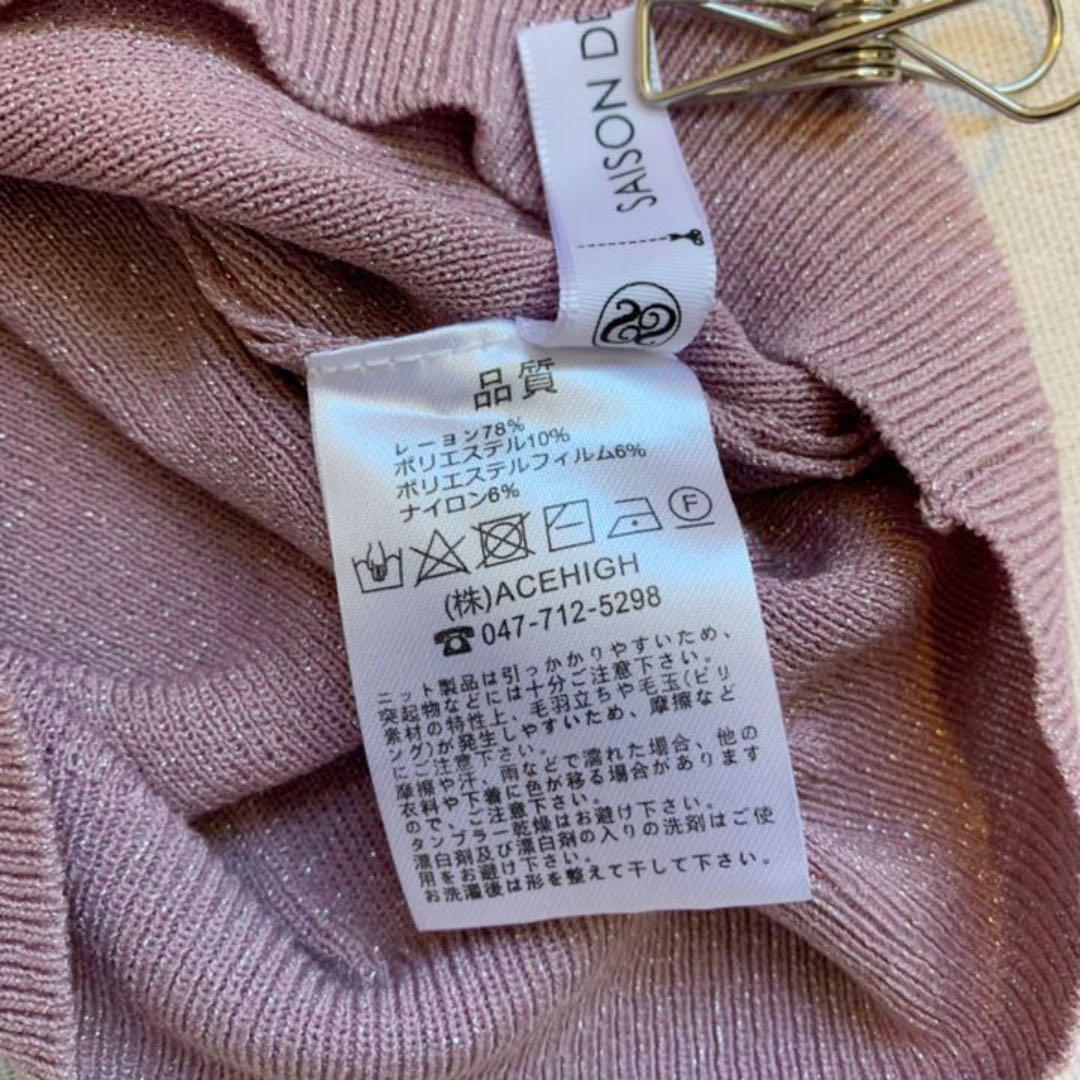 SAISON DE
品質
レーヨン78%
ポリエステル10%
ポリエステルフィルム6%
ナイロン6%
F
(株)ACEHIGH
☎047-712-5298
ニット製品は引っかかりやすいため、
突起物などには十分ご注意下さい。
素材の特性上、毛羽立ちや毛玉(ピリ
ング)が発生しやすいため、摩擦など
にご注意下さい。
摩擦や汗、雨などで濡れた場合、他の
衣料や下着に色が移る場合があります
ので、ご注意下さい。
タンブラー乾燥はお避け下さい。
漂白剤及び漂白剤の入りの洗剤はご使
用をお避け下さい。
お洗濯後は形を整えて干して下さい。